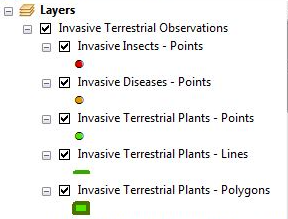 Layers
Invasive Terrestrial Observations
Invasive Insects - Points
Invasive Diseases - Points
Invasive Terrestrial Plants - Points
Invasive Terrestrial Plants - Lines
Invasive Terrestrial Plants - Polygons